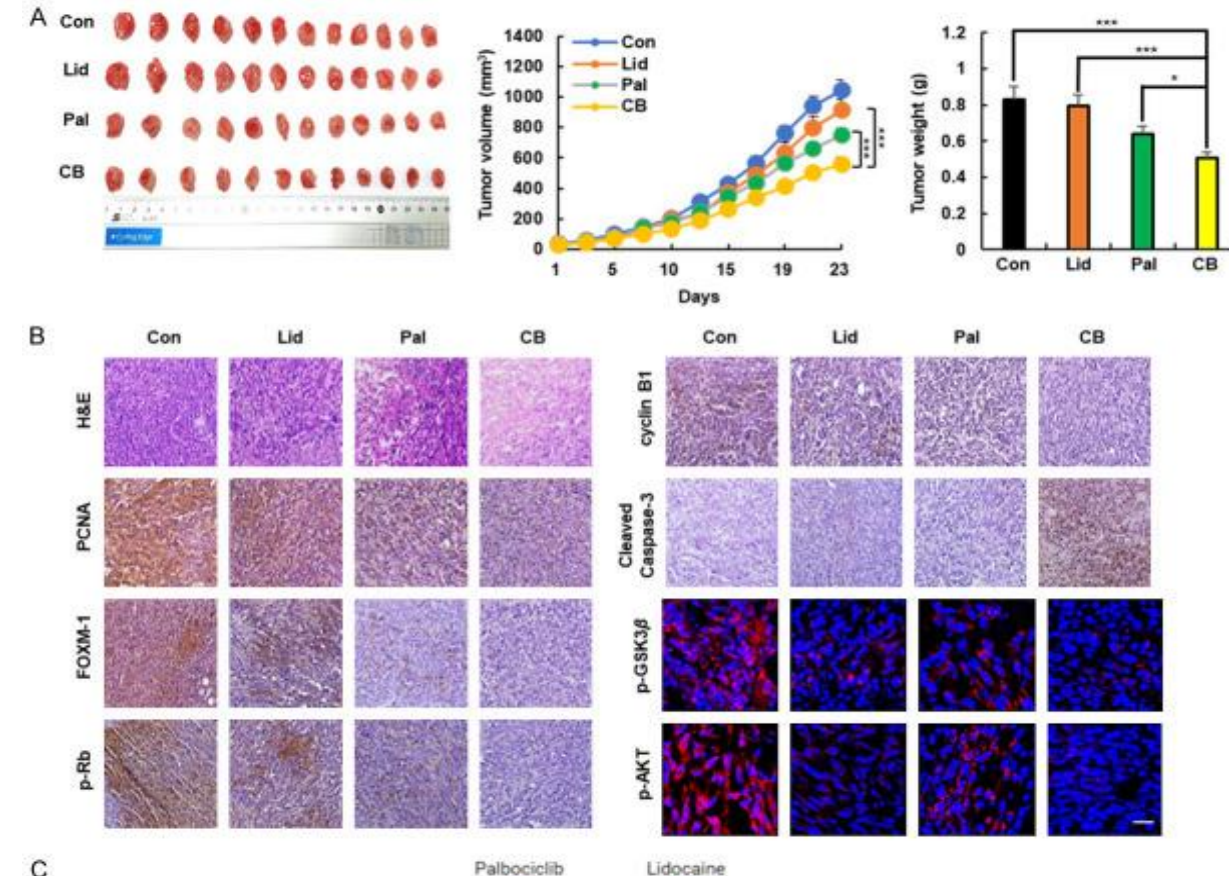 A
Con
Lid
Pal
CB
Tumor volume (mm³)
1400
1200
1000
800
600
400
200
0
Con
Lid
Pal
CB
***
***
1 5 10 15 19 23
Days
Tumor weight (g)
1.2
1
0.8
0.6
0.4
0.2
0
***
***
*
Con Lid Pal CB
B
Con Lid Pal CB
H&E
PCNA
FOXM-1
p-Rb
Con Lid Pal CB
cyclin B1
Cleaved
Caspase-3
p-GSK3β
p-AKT
C
Palbociclib Lidocaine